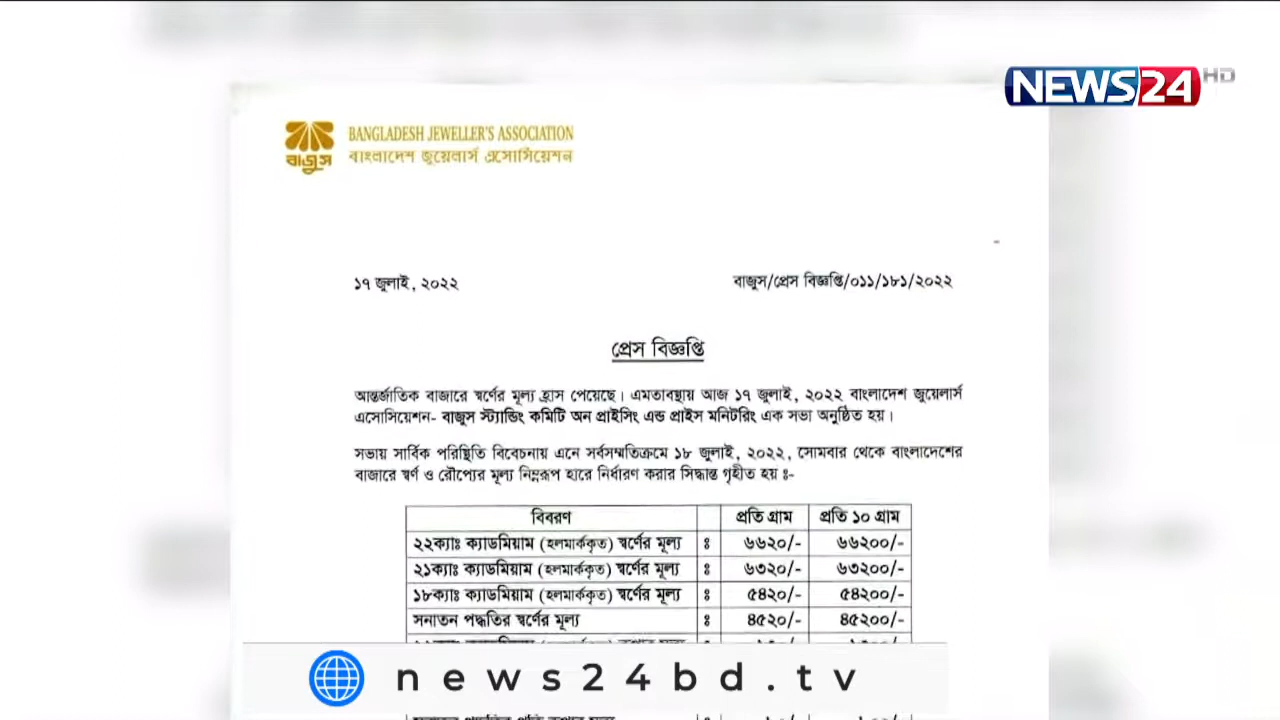 NEWS24 HD
BANGLADESH JEWELLER'S ASSOCIATION
বাজুস
বাংলাদেশ জুয়েলার্স এসোসিয়েশন
১৭ জুলাই, ২০২২
বাজুস/প্রেস বিজ্ঞপ্তি/০১১/১৮১/২০২২
প্রেস বিজ্ঞপ্তি
আন্তর্জাতিক বাজারে স্বর্ণের মূল্য হ্রাস পেয়েছে। এমতাবস্থায় আজ ১৭ জুলাই, ২০২২ বাংলাদেশ জুয়েলার্স
এসোসিয়েশন- বাজুস স্ট্যান্ডিং কমিটি অন প্রাইসিং এন্ড প্রাইস মনিটরিং এক সভা অনুষ্ঠিত হয়।
সভায় সার্বিক পরিস্থিতি বিবেচনায় এনে সর্বসম্মতিক্রমে ১৮ জুলাই, ২০২২, সোমবার থেকে বাংলাদেশের
বাজারে স্বর্ণ ও রৌপ্যের মূল্য নিম্নরূপ হারে নির্ধারণ করার সিদ্ধান্ত গৃহীত হয় ঃ-
বিবরণ প্রতি গ্রাম প্রতি ১০ গ্রাম
২২ক্যাঃ ক্যাডমিয়াম (হলমার্ককৃত) স্বর্ণের মূল্য ঃ ৬৬২০/- ৬৬২০০/-
২১ক্যাঃ ক্যাডমিয়াম (হলমার্ককৃত) স্বর্ণের মূল্য ঃ ৬৩২০/- ৬৩২০০/-
১৮ক্যাঃ ক্যাডমিয়াম (হলমার্ককৃত) স্বর্ণের মূল্য ঃ ৫৪২০/- ৫৪২০০/-
সনাতন পদ্ধতির স্বর্ণের মূল্য ঃ ৪৫২০/- ৪৫২০০/-
news24bd.tv